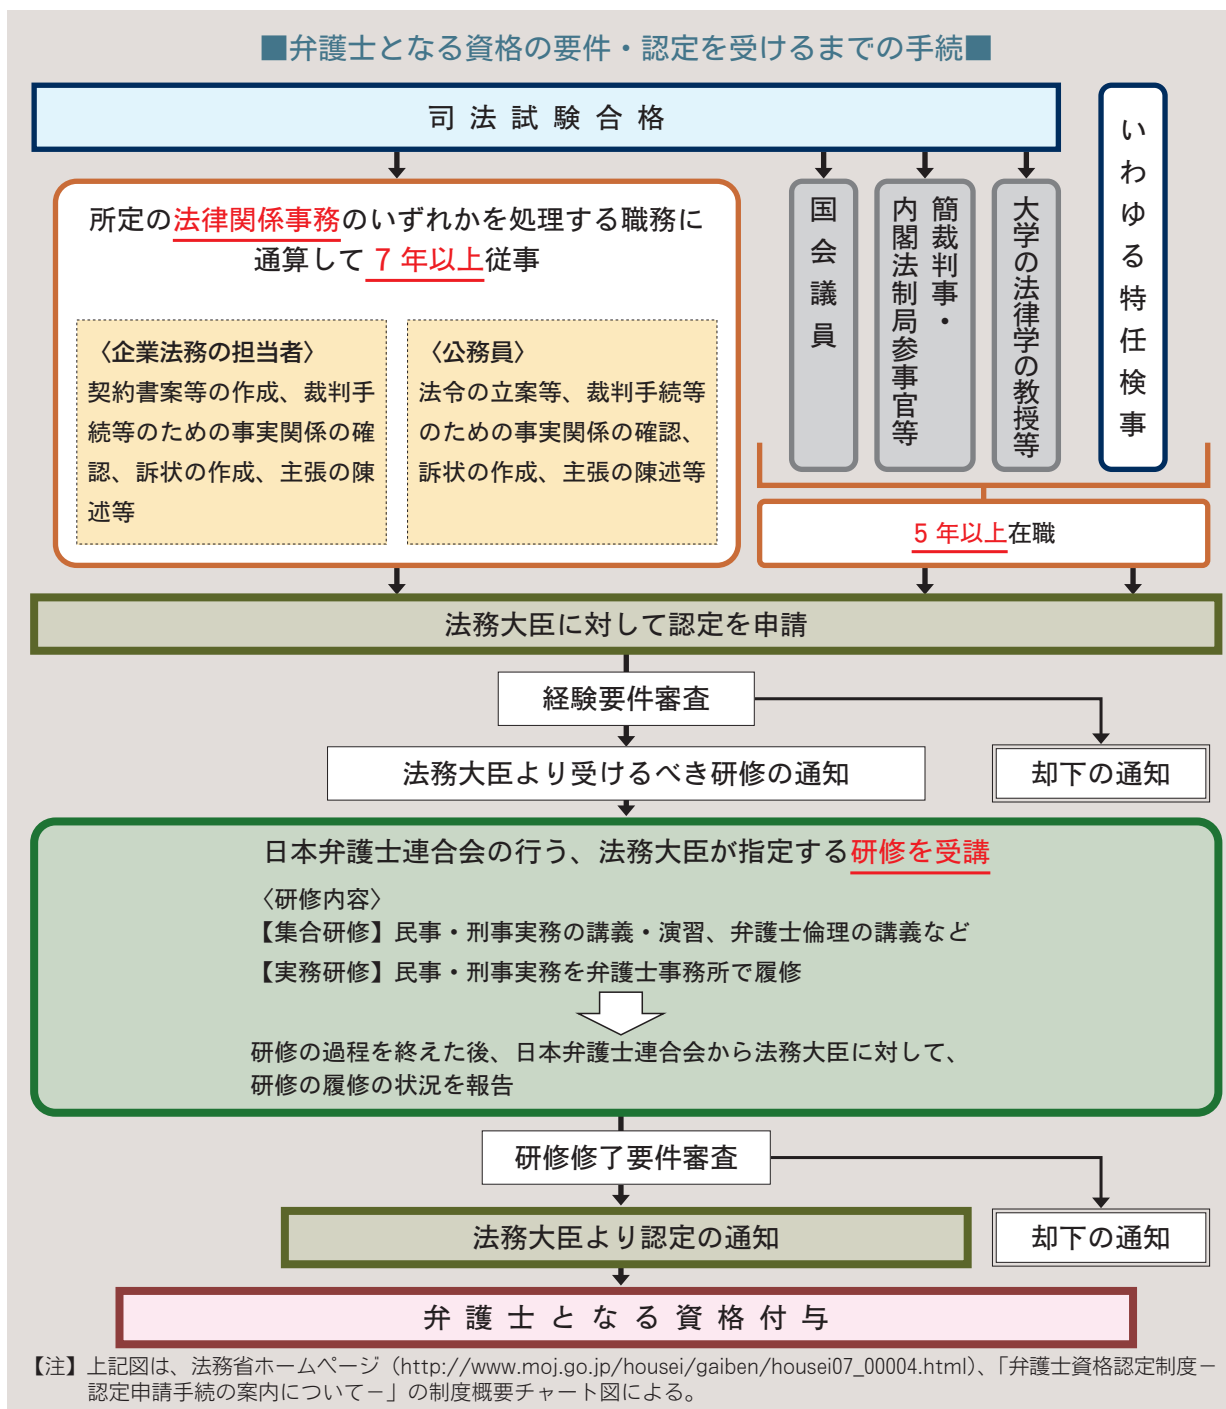 ■弁護士となる資格の要件・認定を受けるまでの手続■
司法試験合格
所定の法律関係事務のいずれかを処理する職務に
通算して7年以上従事
〈企業法務の担当者〉
契約書案等の作成、裁判手
続等のための事実関係の確
認、訴状の作成、主張の陳
述等
〈公務員〉
法令の立案等、裁判手続等
のための事実関係の確認、
訴状の作成、主張の陳述等
国会議員
簡裁判事・
内閣法制局参事官等
大学の法律学の教授等
いわゆる特任検事
5年以上在職
法務大臣に対して認定を申請
経験要件審査
法務大臣より受けるべき研修の通知
却下の通知
日本弁護士連合会の行う、法務大臣が指定する研修を受講
〈研修内容〉
【集合研修】民事・刑事実務の講義・演習、弁護士倫理の講義など
【実務研修】民事・刑事実務を弁護士事務所で履修
研修の過程を終えた後、日本弁護士連合会から法務大臣に対して、
研修の履修の状況を報告
研修修了要件審査
法務大臣より認定の通知
却下の通知
弁護士となる資格付与
【注】上記図は、法務省ホームページ（http://www.moj.go.jp/housei/gaiben/housei07_00004.html）、「弁護士資格認定制度－
認定申請手続の案内について－」の制度概要チャート図による。